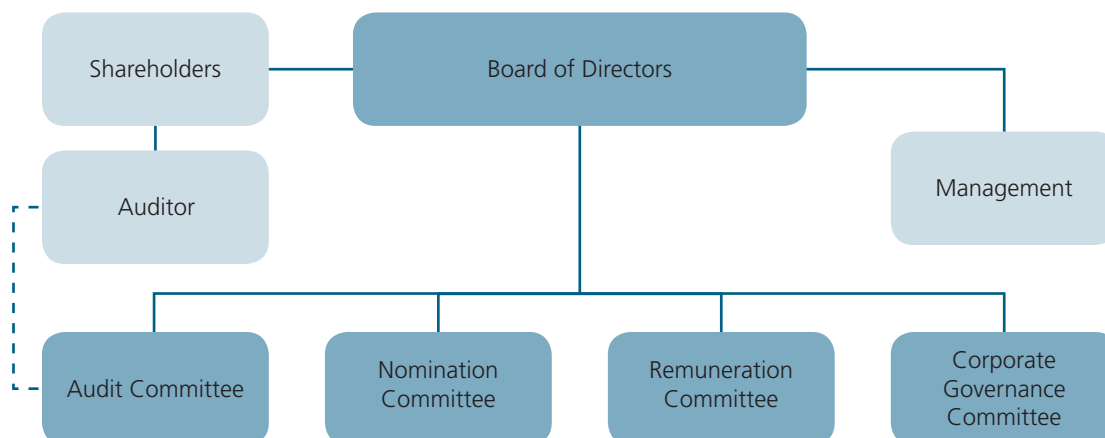 Shareholders
Board of Directors
Auditor
Management
Audit Committee
Nomination
Committee
Remuneration
Committee
Corporate
Governance
Committee